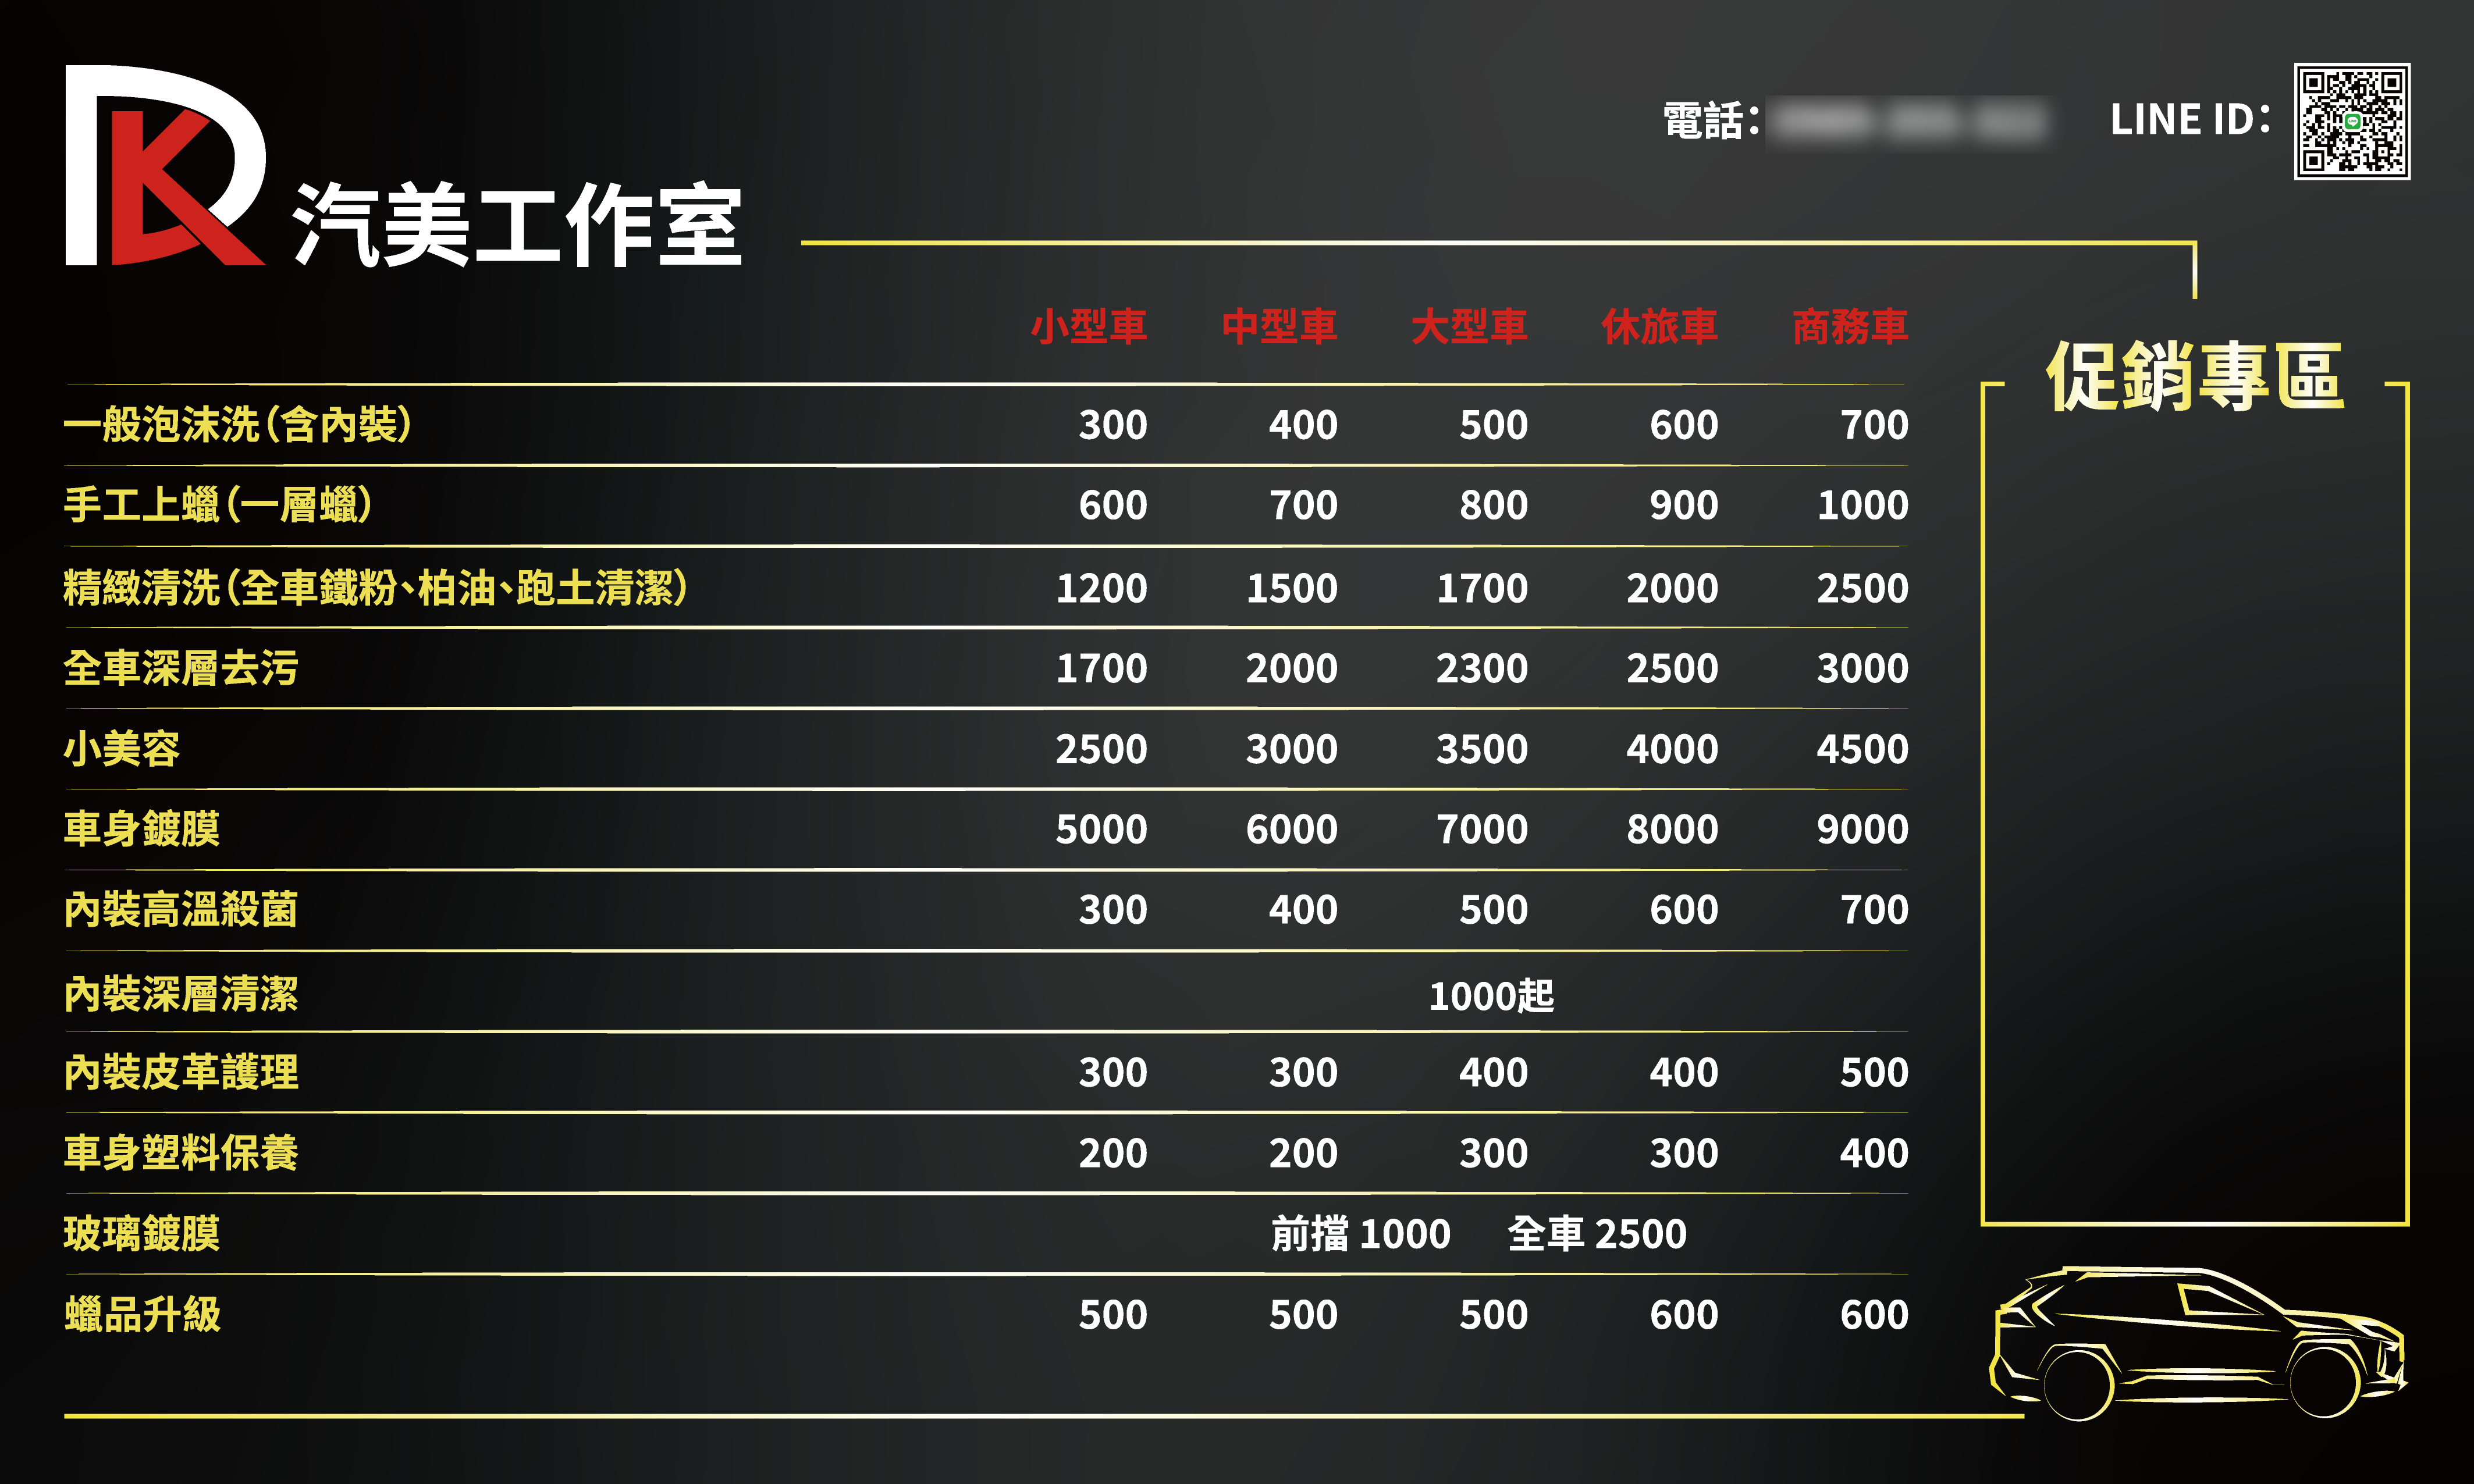 DK 汽美工作室
電話：
LINE ID：
小型車 中型車 大型車 休旅車 商務車
促銷專區
一般泡沫洗（含內裝） 300 400 500 600 700
手工上蠟（一層蠟） 600 700 800 900 1000
精緻清洗（全車鐵粉、柏油、跑土清潔） 1200 1500 1700 2000 2500
全車深層去污 1700 2000 2300 2500 3000
小美容 2500 3000 3500 4000 4500
車身鍍膜 5000 6000 7000 8000 9000
內裝高溫殺菌 300 400 500 600 700
內裝深層清潔 1000起
內裝皮革護理 300 300 400 400 500
車身塑料保養 200 200 300 300 400
玻璃鍍膜 前擋 1000 全車 2500
蠟品升級 500 500 500 600 600